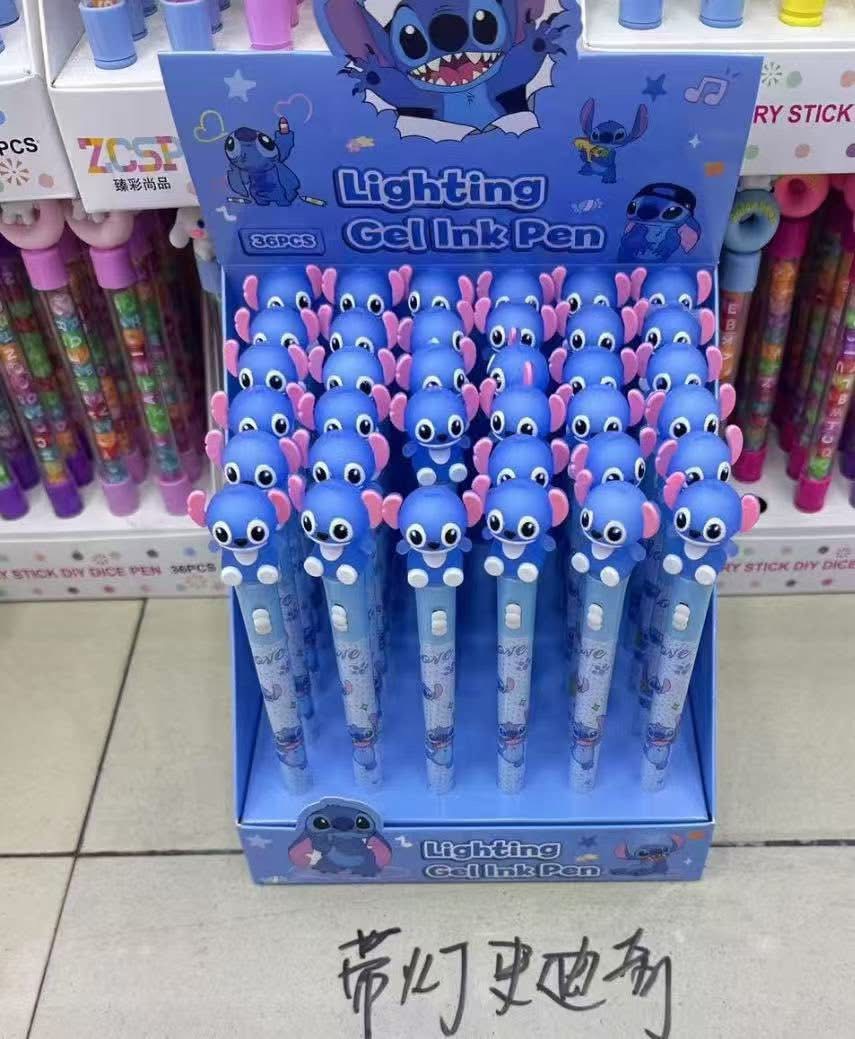 PCS
ZCSP
臻彩尚品
RY STICK
Lighting
36PCS
Gel Ink Pen
RY STICK DIY DICE PEN 36PCS
RY STICK DIY DICE
Lighting
Gel Ink Pen
带灯史迪奇